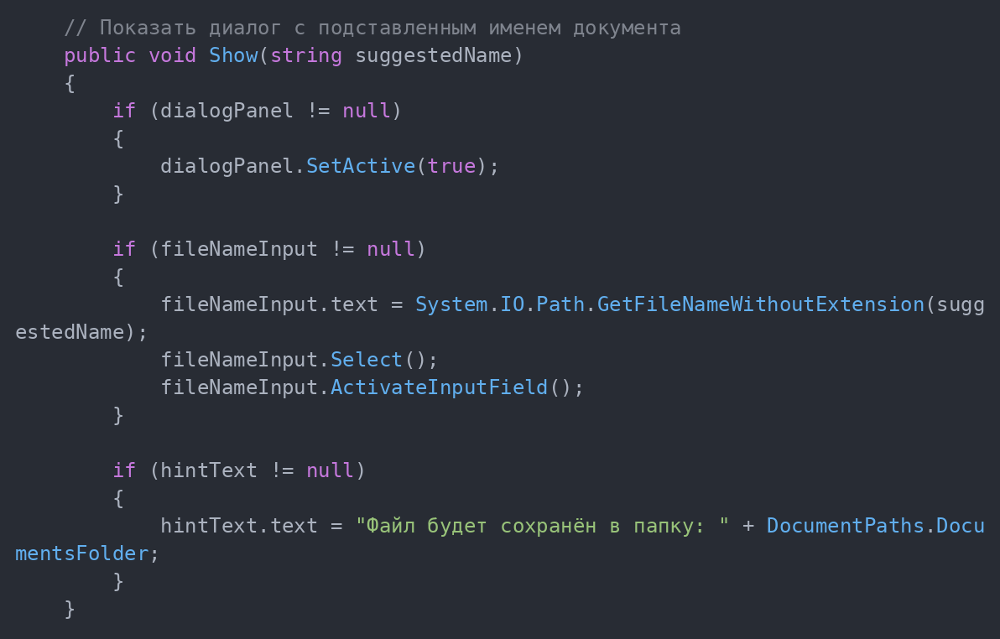 // Показать диалог с подставленным именем документа
public void Show(string suggestedName)
{
if (dialogPanel != null)
{
dialogPanel.SetActive(true);
}
if (fileNameInput != null)
{
fileNameInput.text = System.IO.Path.GetFileNameWithoutExtension(sugg
estedName);
fileNameInput.Select();
fileNameInput.ActivateInputField();
}
if (hintText != null)
{
hintText.text = "Файл будет сохранён в папку: " + DocumentPaths.Docu
mentsFolder;
}
}